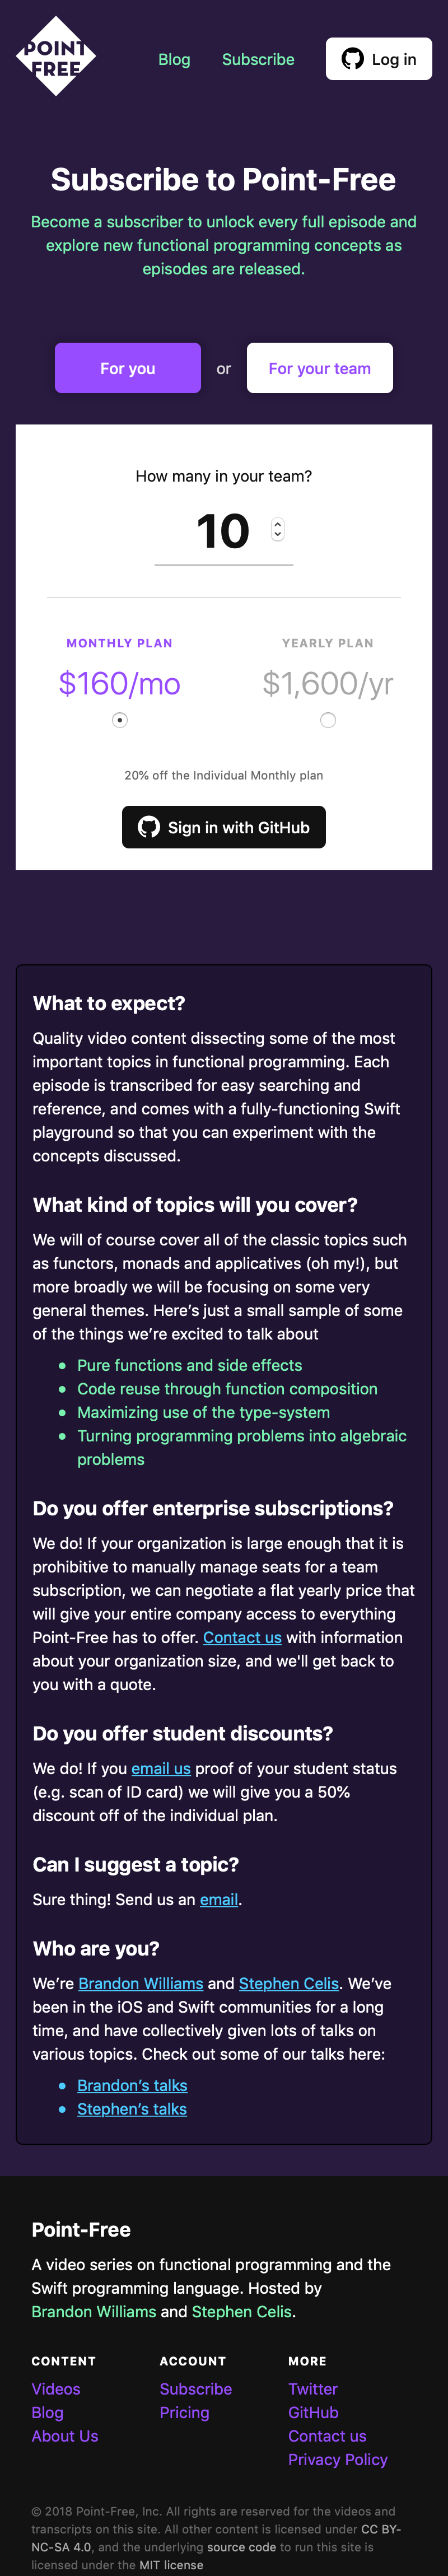 POINT
FREE
Blog
Subscribe
Log in
Subscribe to Point-Free
Become a subscriber to unlock every full episode and
explore new functional programming concepts as
episodes are released.
For you
or
For your team
How many in your team?
10
MONTHLY PLAN
$160/mo
YEARLY PLAN
$1,600/yr
20% off the Individual Monthly plan
Sign in with GitHub
What to expect?
Quality video content dissecting some of the most
important topics in functional programming. Each
episode is transcribed for easy searching and
reference, and comes with a fully-functioning Swift
playground so that you can experiment with the
concepts discussed.
What kind of topics will you cover?
We will of course cover all of the classic topics such
as functors, monads and applicatives (oh my!), but
more broadly we will be focusing on some very
general themes. Here’s just a small sample of some
of the things we’re excited to talk about
Pure functions and side effects
Code reuse through function composition
Maximizing use of the type-system
Turning programming problems into algebraic
problems
Do you offer enterprise subscriptions?
We do! If your organization is large enough that it is
prohibitive to manually manage seats for a team
subscription, we can negotiate a flat yearly price that
will give your entire company access to everything
Point-Free has to offer. Contact us with information
about your organization size, and we'll get back to
you with a quote.
Do you offer student discounts?
We do! If you email us proof of your student status
(e.g. scan of ID card) we will give you a 50%
discount off of the individual plan.
Can I suggest a topic?
Sure thing! Send us an email.
Who are you?
We’re Brandon Williams and Stephen Celis. We’ve
been in the iOS and Swift communities for a long
time, and have collectively given lots of talks on
various topics. Check out some of our talks here:
Brandon’s talks
Stephen’s talks
Point-Free
A video series on functional programming and the
Swift programming language. Hosted by
Brandon Williams and Stephen Celis.
CONTENT
Videos
Blog
About Us
ACCOUNT
Subscribe
Pricing
MORE
Twitter
GitHub
Contact us
Privacy Policy
© 2018 Point-Free, Inc. All rights are reserved for the videos and
transcripts on this site. All other content is licensed under CC BY-
NC-SA 4.0, and the underlying source code to run this site is
licensed under the MIT license